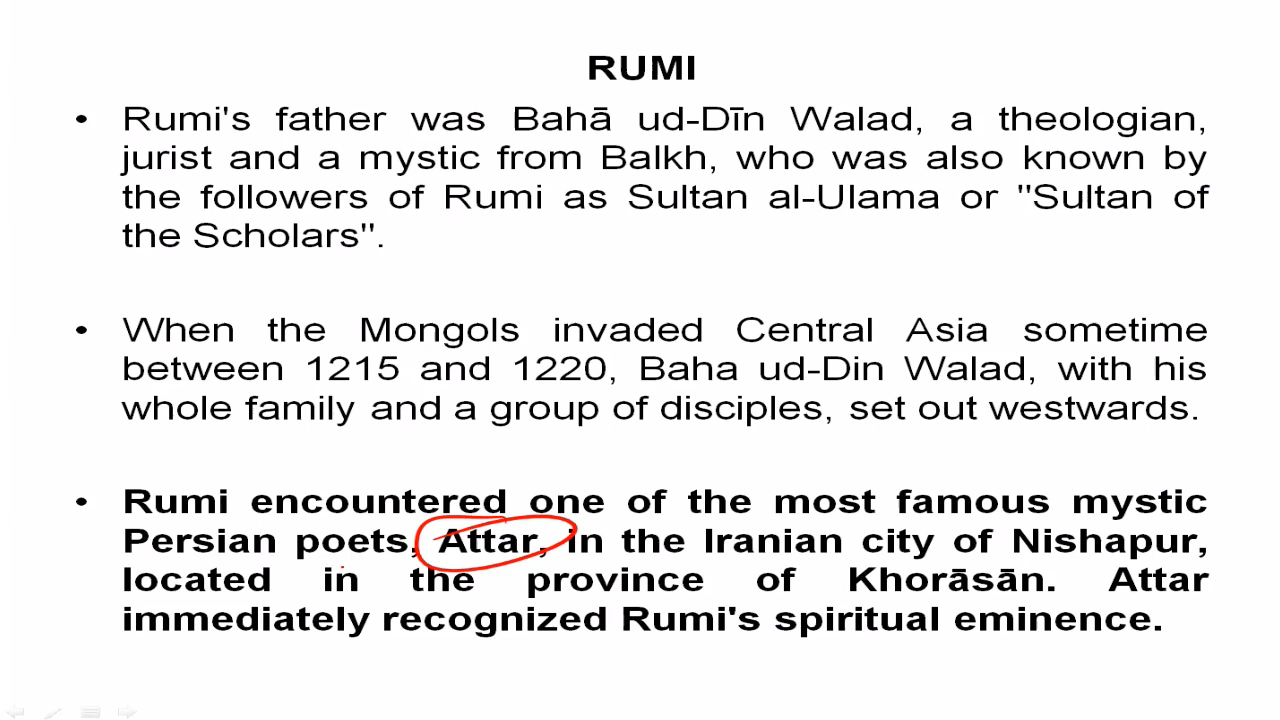 RUMI
• Rumi's father was Bahā ud-Dīn Walad, a theologian,
jurist and a mystic from Balkh, who was also known by
the followers of Rumi as Sultan al-Ulama or "Sultan of
the Scholars".
• When the Mongols invaded Central Asia sometime
between 1215 and 1220, Baha ud-Din Walad, with his
whole family and a group of disciples, set out westwards.
• Rumi encountered one of the most famous mystic
Persian poets, Attar, in the Iranian city of Nishapur,
located in the province of Khorāsān. Attar
immediately recognized Rumi's spiritual eminence.